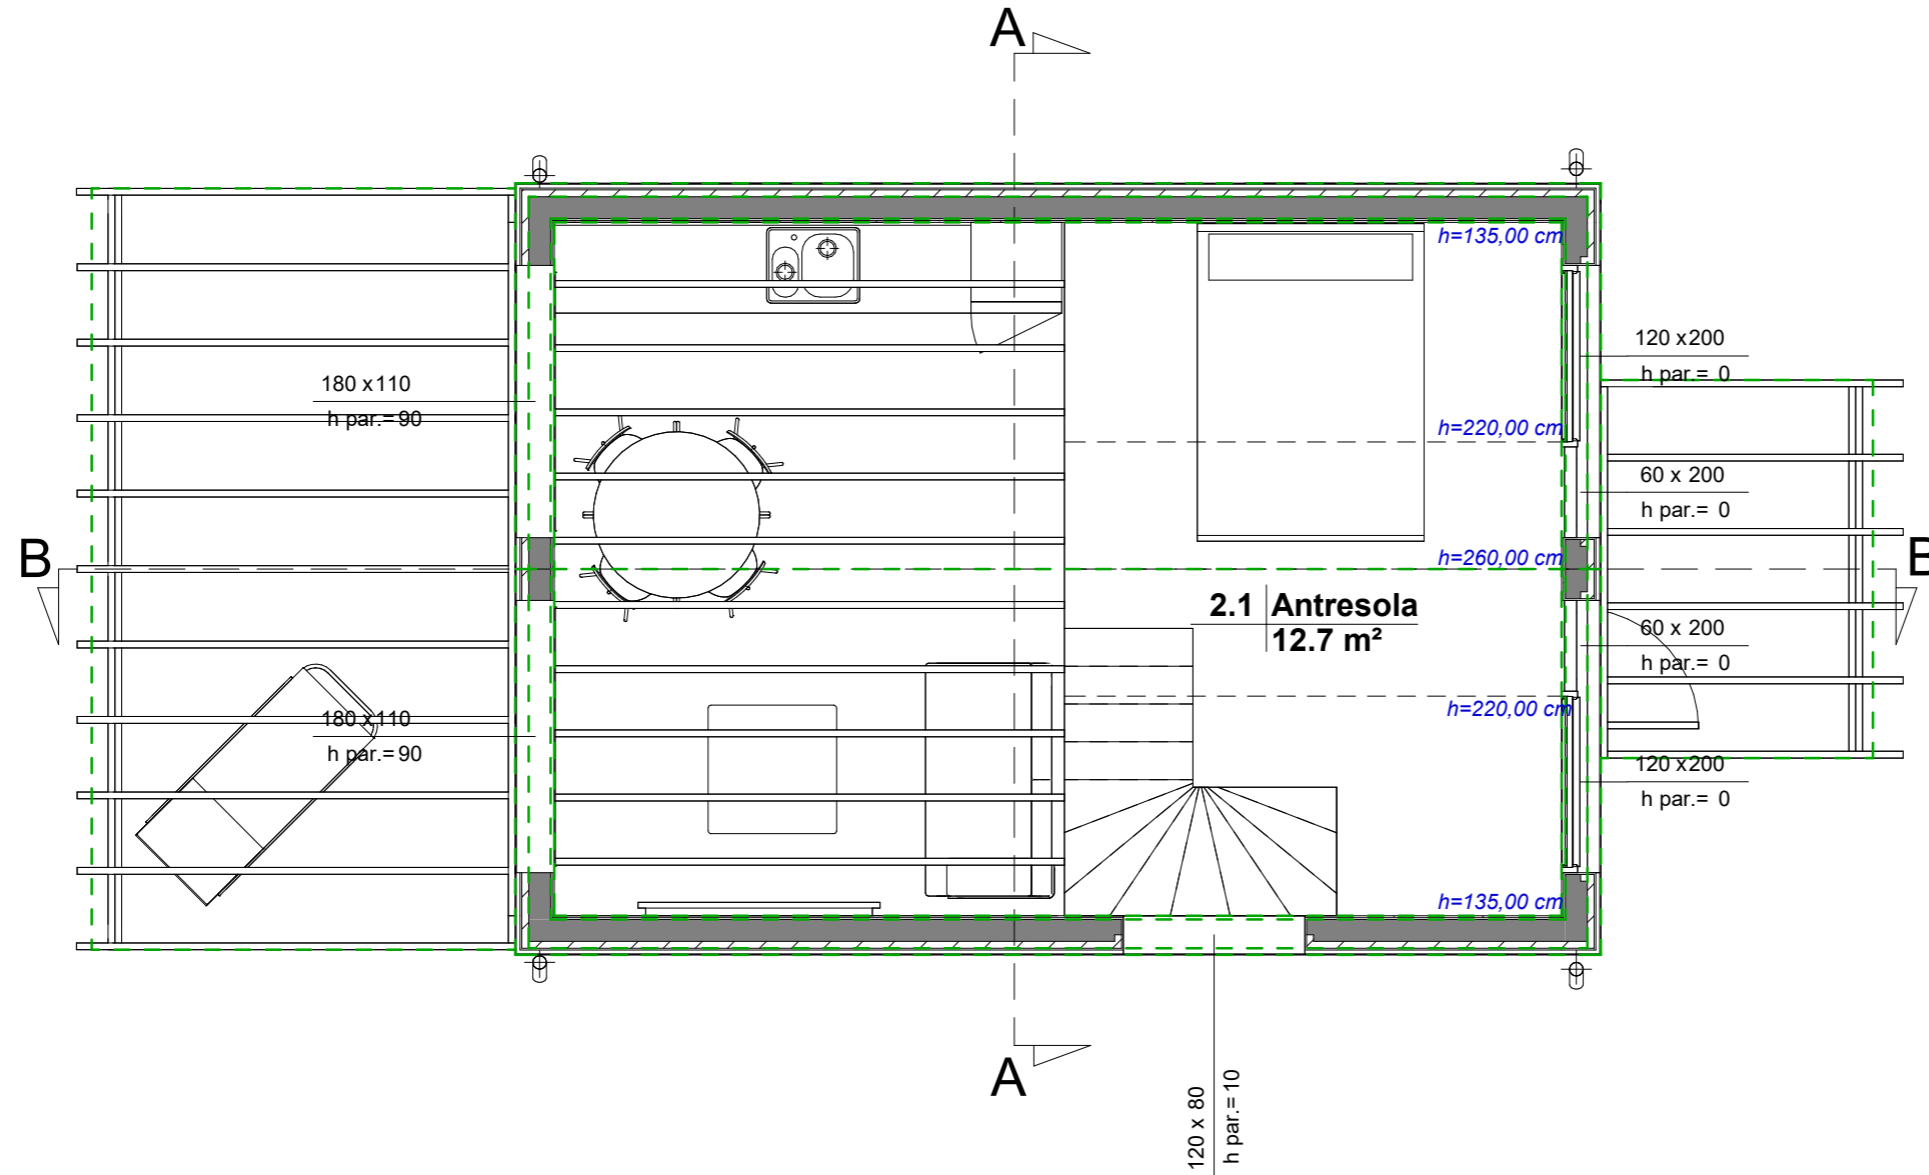 A
h=135,00 cm
120 x200
h par.= 0
180 x110
h par.= 90
h=220,00 cm
60 x 200
h par.= 0
B
h=260,00 cm
B
2.1 Antresola
12.7 m²
60 x 200
h par.= 0
180 x110
h par.= 90
h=220,00 cm
120 x200
h par.= 0
h=135,00 cm
A
120 x 80
h par.= 10